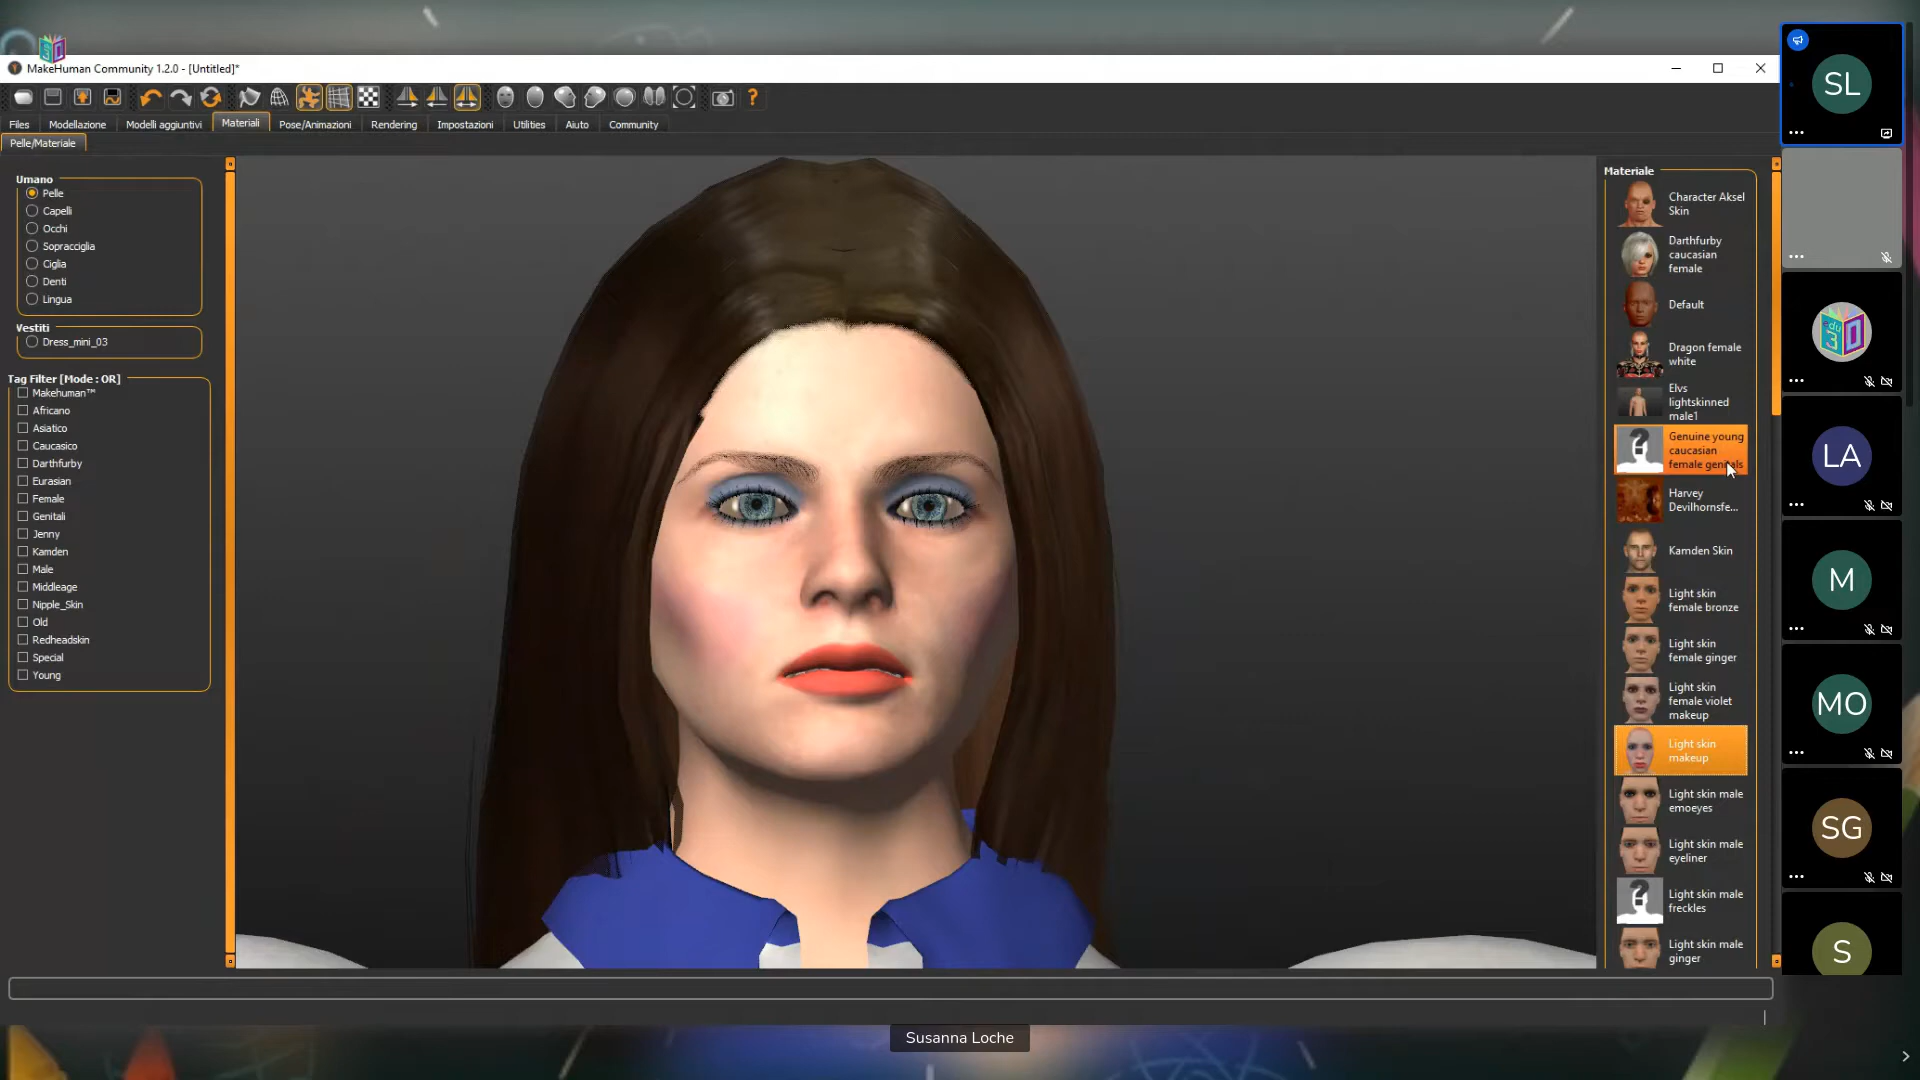 MakeHuman Community 1.2.0 - [Untitled]*
Files Modellazione Modelli aggiuntivi Materiali Pose/Animazioni Rendering Impostazioni Utilities Aiuto Community
Pelle/Materiale
Umano
Pelle
Capelli
Occhi
Sopracciglia
Ciglia
Denti
Lingua
Vestiti
Dress_mini_03
Tag Filter [Mode : OR]
Makehuman™
Africano
Asiatico
Caucasico
Darthfurby
Eurasian
Female
Genitali
Jenny
Kamden
Male
Middleage
Nipple_Skin
Old
Redheadskin
Special
Young
Materiale
Character Aksel
Skin
Darthfurby
caucasian
female
Default
Dragon female
white
Elvs
lightskinned
male1
Genuine young
caucasian
female genitals
Harvey
Devilhornsfe...
Kamden Skin
Light skin
female bronze
Light skin
female ginger
Light skin
female violet
makeup
Light skin
makeup
Light skin male
emoeyes
Light skin male
eyeliner
Light skin male
freckles
Light skin male
ginger
SL
edu
3D
LA
M
MO
SG
S
Susanna Loche